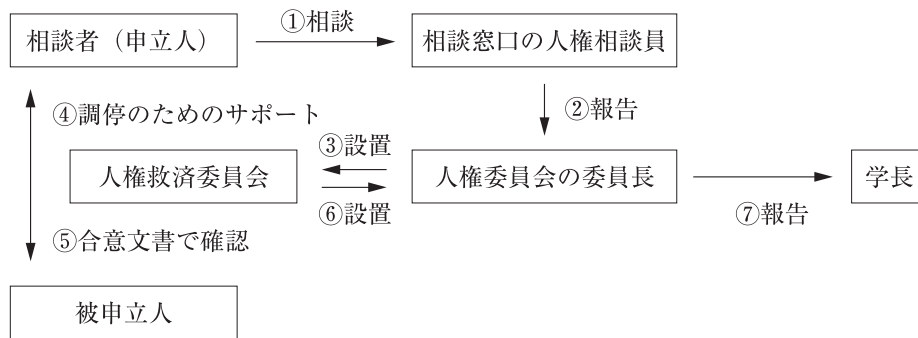 相談者（申立人）
①相談
相談窓口の人権相談員
④調停のためのサポート
②報告
③設置
人権救済委員会
人権委員会の委員長
学長
⑥設置
⑦報告
⑤合意文書で確認
被申立人